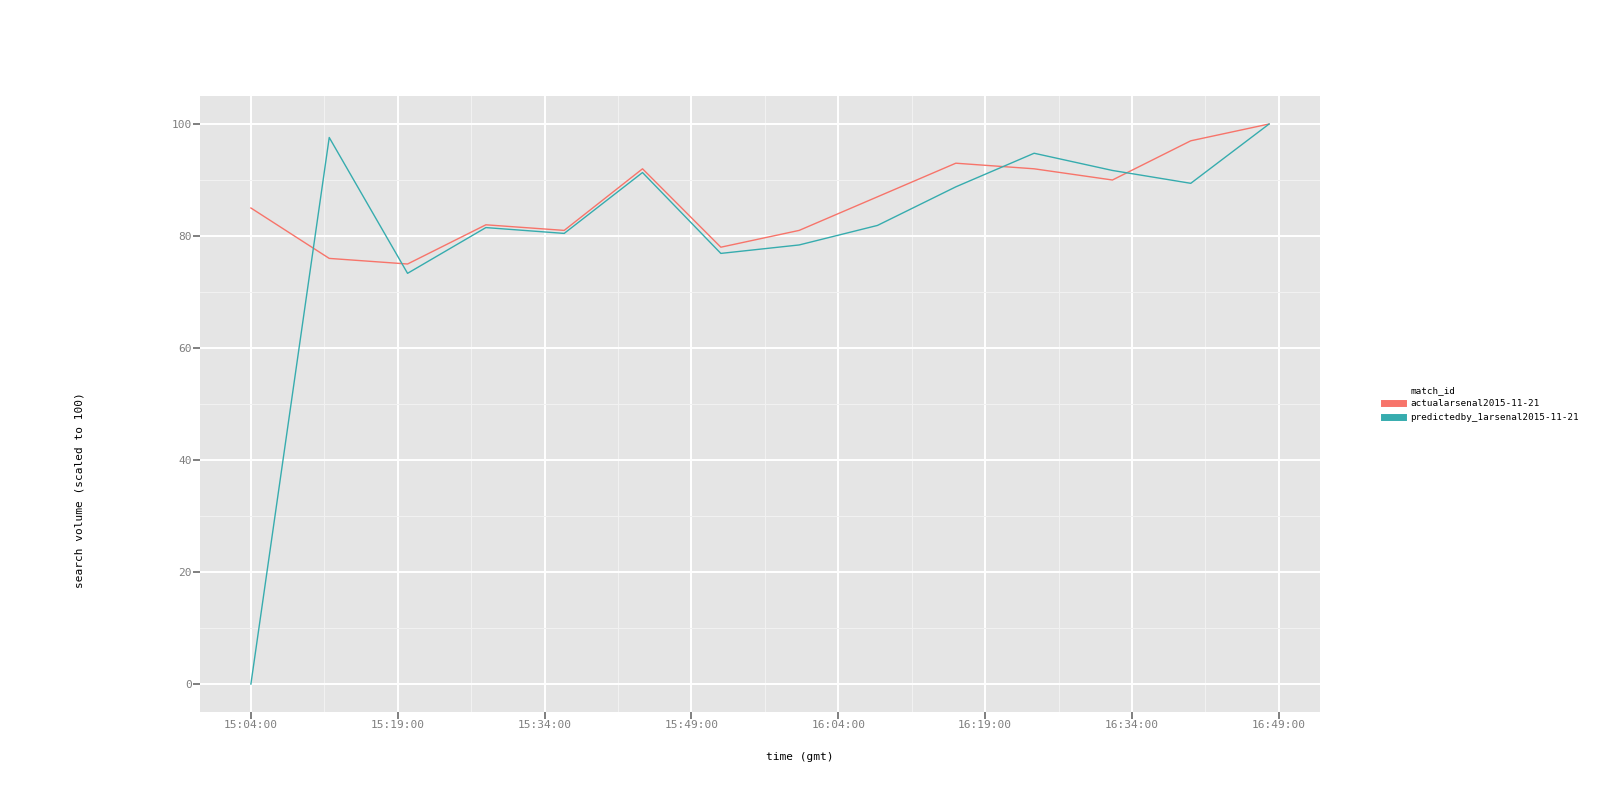 100
80
60
40
20
0
search volume (scaled to 100)
15:04:00 15:19:00 15:34:00 15:49:00 16:04:00 16:19:00 16:34:00 16:49:00
time (gmt)
match_id
actualarsenal2015-11-21
predictedby_1arsenal2015-11-21